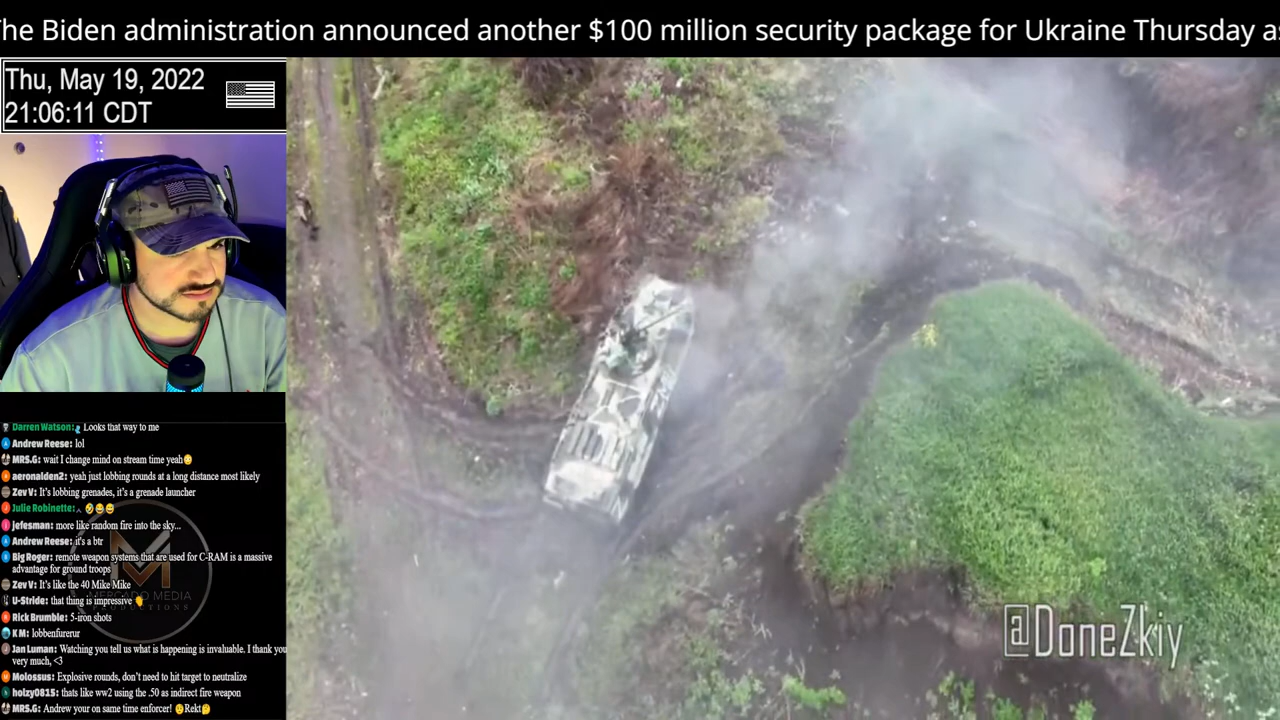 The Biden administration announced another $100 million security package for Ukraine Thursday as
Thu, May 19, 2022
21:06:11 CDT
Darren Watson: Looks that way to me
Andrew Reese: lol
MRS.G: wait I change mind on stream time yeah😳
aeronalden2: yeah just lobbing rounds at a long distance most likely
Zev V: It's lobbing grenades, it's a grenade launcher
Julie Robinette:
jefesman: more like random fire into the sky...
Andrew Reese: it's a btr
Big Roger: remote weapon systems that are used for C-RAM is a massive
advantage for ground troops
Zev V: It's like the 40 Mike Mike
U-Stride: that thing is impressive
Rick Brumble: 5-iron shots
K M: lobbenfurerur
Jan Luman: Watching you tell us what is happening is invaluable. I thank you
very much, <3
Molossus: Explosive rounds, don't need to hit target to neutralize
holzy0815: thats like ww2 using the .50 as indirect fire weapon
MRS.G: Andrew your on same time enforcer! Rekt
MERCADO MEDIA
PRODUCTIONS
@DoneZkiy